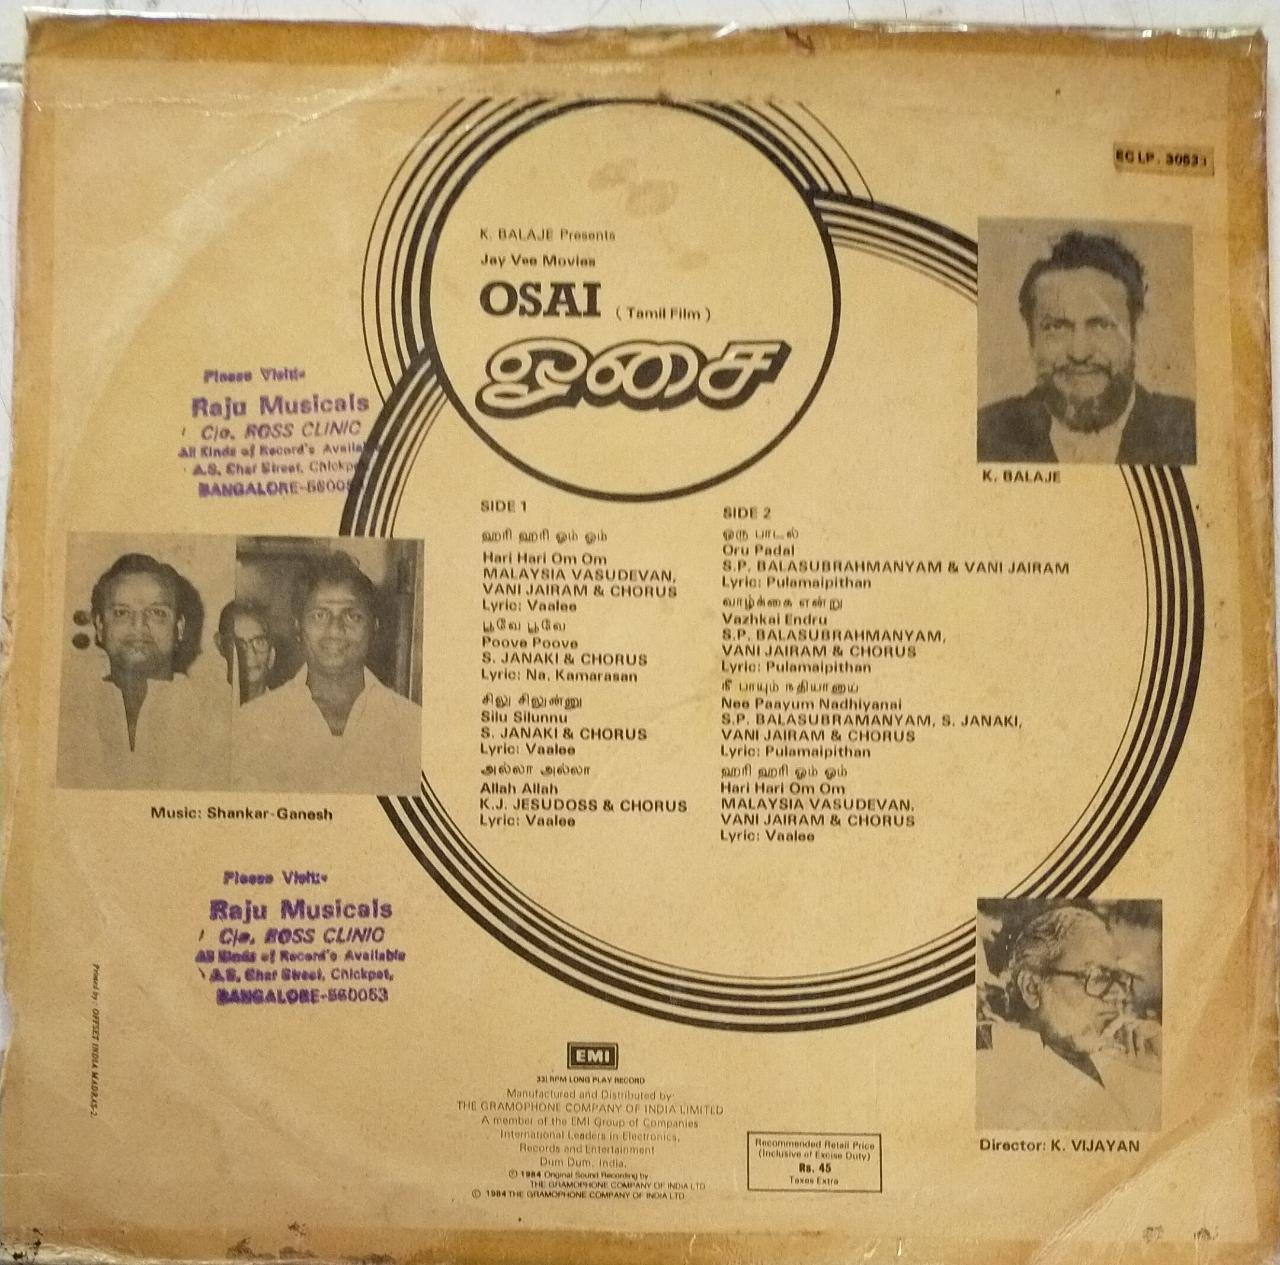 ECLP. 3053
K. BALAJE Presents
Jay Vee Movies
OSAI ( Tamil Film )
ஓசை
Please Visit:-
Raju Musicals
C/o. ROSS CLINIC
All Kinds of Record's
A.S. Char Street, Chickpe
BANGALORE-56005
K. BALAJE
SIDE 1
ஹரி ஹரி ஓம் ஓம்
Hari Hari Om Om
MALAYSIA VASUDEVAN,
VANI JAIRAM & CHORUS
Lyric: Vaalee
பூவே பூவே
Poove Poove
S. JANAKI & CHORUS
Lyric: Na. Kamarasan
சிலு சிலுண்ணு
Silu Silunnu
S. JANAKI & CHORUS
Lyric: Vaalee
அல்லா அல்லா
Allah Allah
K.J. JESUDOSS & CHORUS
Lyric: Vaalee
SIDE 2
ஒரு பாடல்
Oru Padal
S.P. BALASUBRAHMANYAM & VANI JAIRAM
Lyric: Pulamaipithan
வாழ்க்கை என்று
Vazhkai Endru
S.P. BALASUBRAHMANYAM,
VANI JAIRAM & CHORUS
Lyric: Pulamaipithan
நீ பாயும் நதியானாய்
Nee Paayum Nadhiyanai
S.P. BALASUBRAMANYAM, S. JANAKI,
VANI JAIRAM & CHORUS
Lyric: Pulamaipithan
ஹரி ஹரி ஓம் ஓம்
Hari Hari Om Om
MALAYSIA VASUDEVAN,
VANI JAIRAM & CHORUS
Lyric: Vaalee
Music: Shankar-Ganesh
Please Visit:-
Raju Musicals
C/o. ROSS CLINIC
All Kinds of Record's Available
A.S. Char Street, Chickpet,
BANGALORE-560053
Printed by : OFFSET INDIA MADRAS-2.
EMI
33⅓ RPM LONG PLAY RECORD
Manufactured and Distributed by
THE GRAMOPHONE COMPANY OF INDIA LIMITED
A member of the EMI Group of Companies
International Leaders in Electronics,
Records and Entertainment
Dum Dum, India.
Ⓟ 1984 Original Sound Recording by
THE GRAMOPHONE COMPANY OF INDIA LTD
© 1984 THE GRAMOPHONE COMPANY OF INDIA LTD.
Recommended Retail Price
(Inclusive of Excise Duty)
Rs. 45
Taxes Extra
Director: K. VIJAYAN